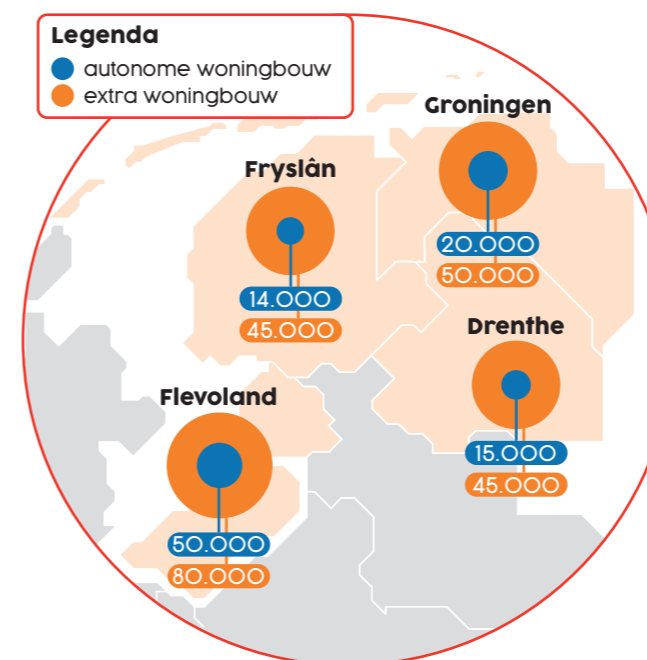 Legenda
autonome woningbouw
extra woningbouw
Groningen
20.000
50.000
Fryslân
14.000
45.000
Drenthe
15.000
45.000
Flevoland
50.000
80.000